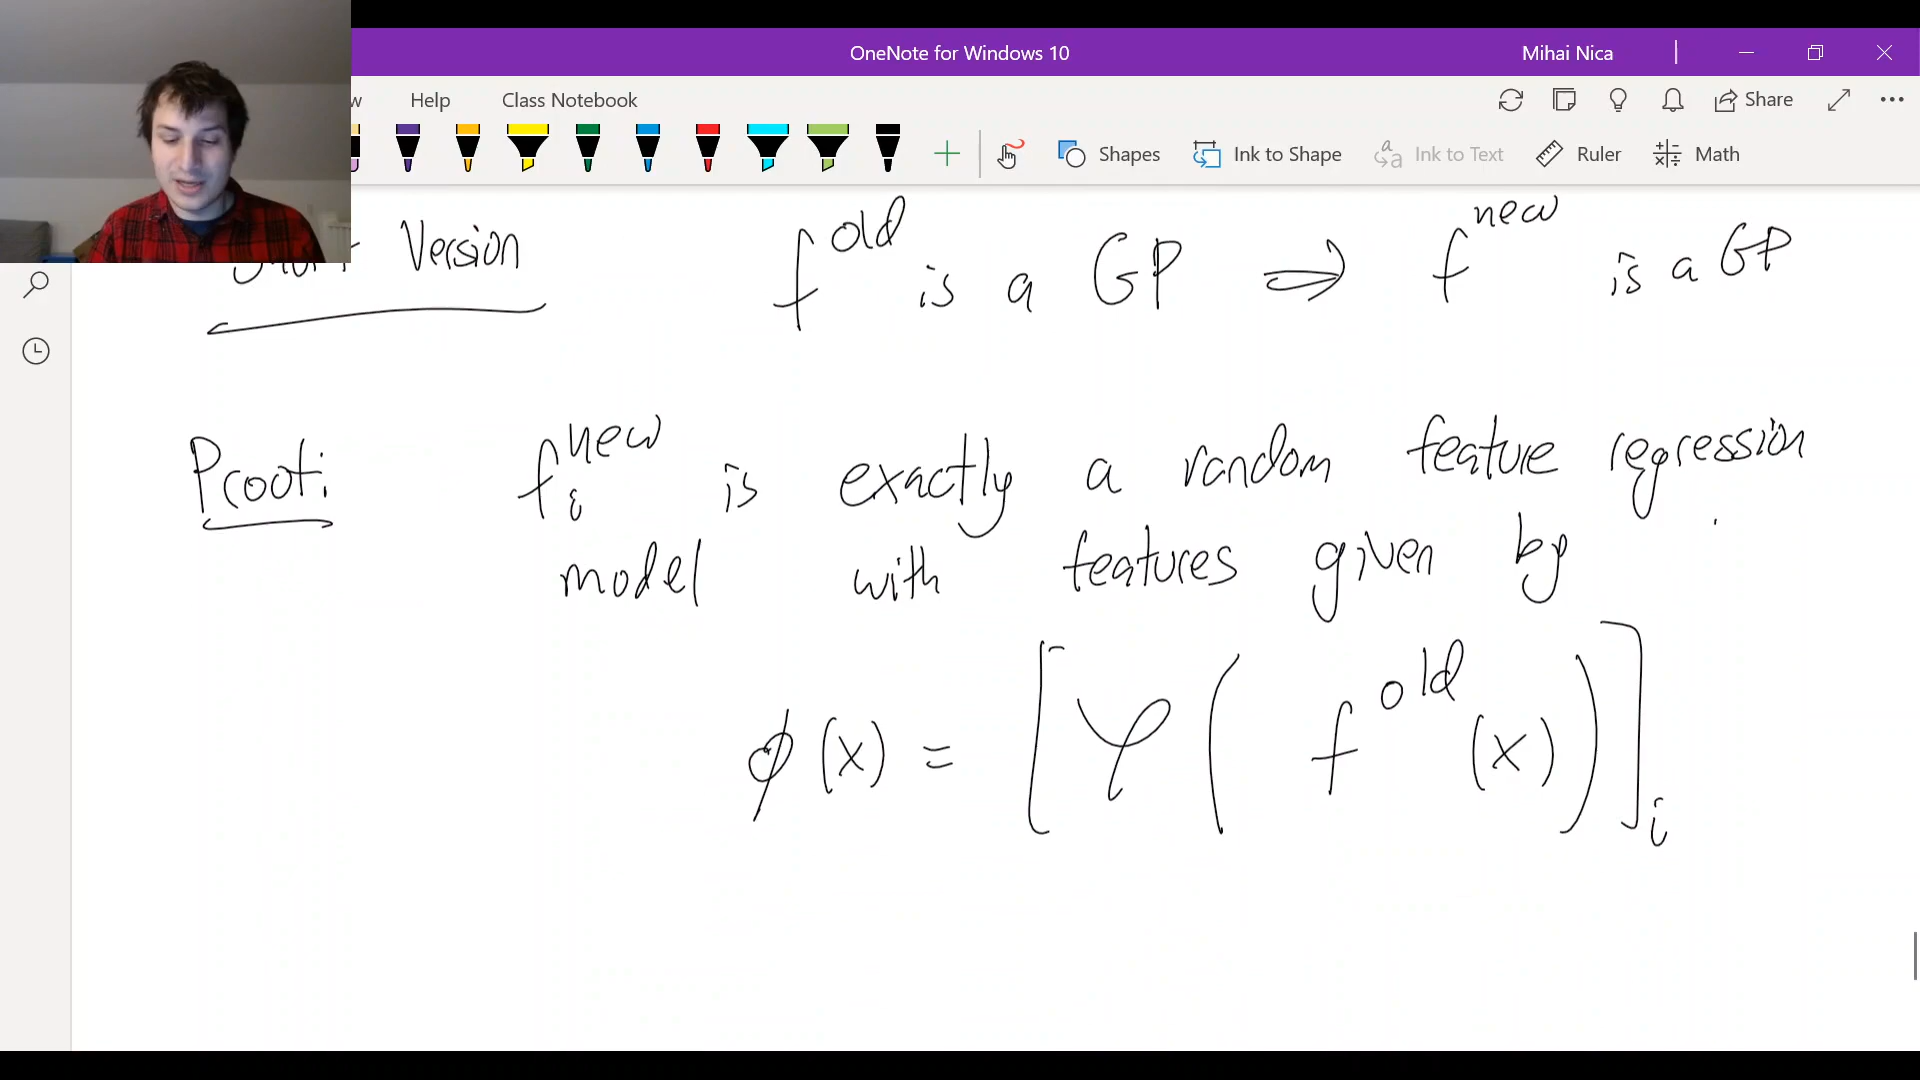 OneNote for Windows 10 Mihai Nica
w Help Class Notebook Share
Shapes Ink to Shape Ink to Text Ruler Math
Version f^old is a GP ⇒ f^new is a GP
Proof: f_i^new is exactly a random feature regression
model with features given by
ϕ(x) = [φ(f^old(x))]_i